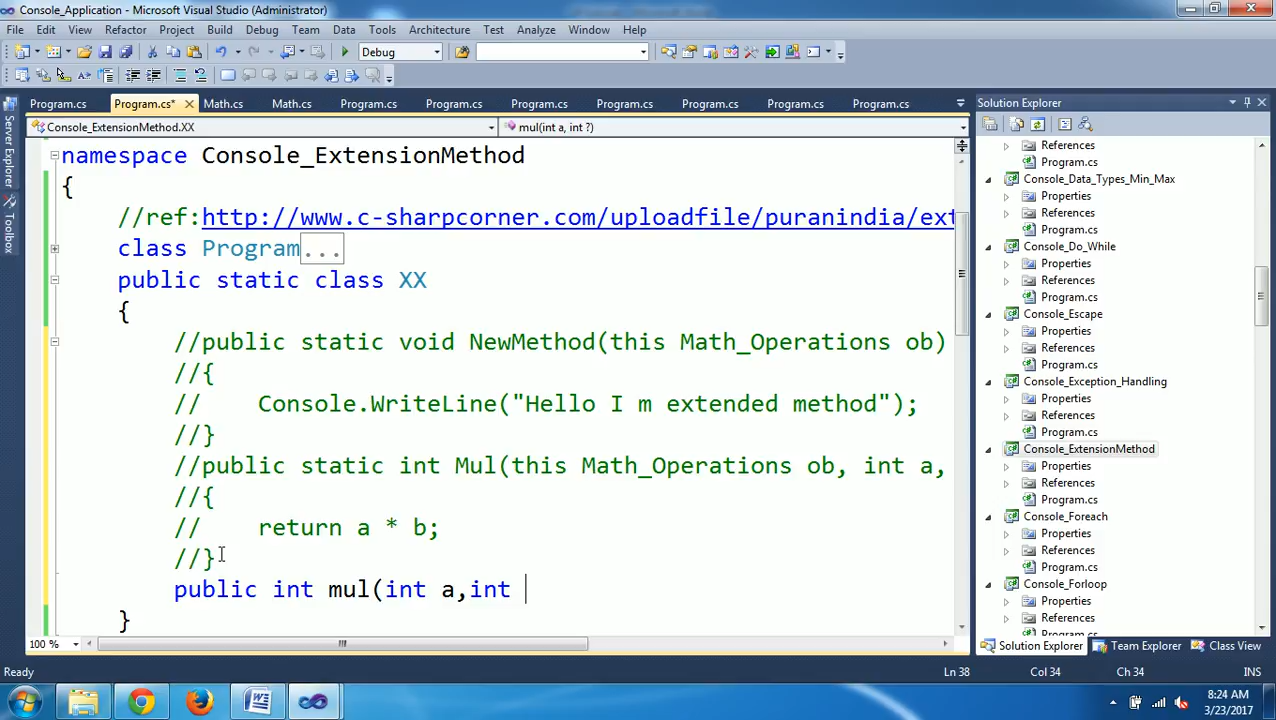 Console_Application - Microsoft Visual Studio (Administrator)
File Edit View Refactor Project Build Debug Team Data Tools Architecture Test Analyze Window Help
Debug
Program.cs Program.cs* Math.cs Math.cs Program.cs Program.cs Program.cs Program.cs Program.cs Program.cs Program.cs
Solution Explorer
Server Explorer
Toolbox
Console_ExtensionMethod.XX mul(int a, int ?)
namespace Console_ExtensionMethod
{
//ref:http://www.c-sharpcorner.com/uploadfile/puranindia/ext
class Program...
public static class XX
{
//public static void NewMethod(this Math_Operations ob)
//{
// Console.WriteLine("Hello I m extended method");
//}
//public static int Mul(this Math_Operations ob, int a,
//{
// return a * b;
//}
public int mul(int a,int
}
100 %
References
Program.cs
Console_Data_Types_Min_Max
Properties
References
Program.cs
Console_Do_While
Properties
References
Program.cs
Console_Escape
Properties
References
Program.cs
Console_Exception_Handling
Properties
References
Program.cs
Console_ExtensionMethod
Properties
References
Program.cs
Console_Foreach
Properties
References
Program.cs
Console_Forloop
Properties
References
Program.cs
Solution Explorer Team Explorer Class View
Ready Ln 38 Col 34 Ch 34 INS
8:24 AM
3/23/2017